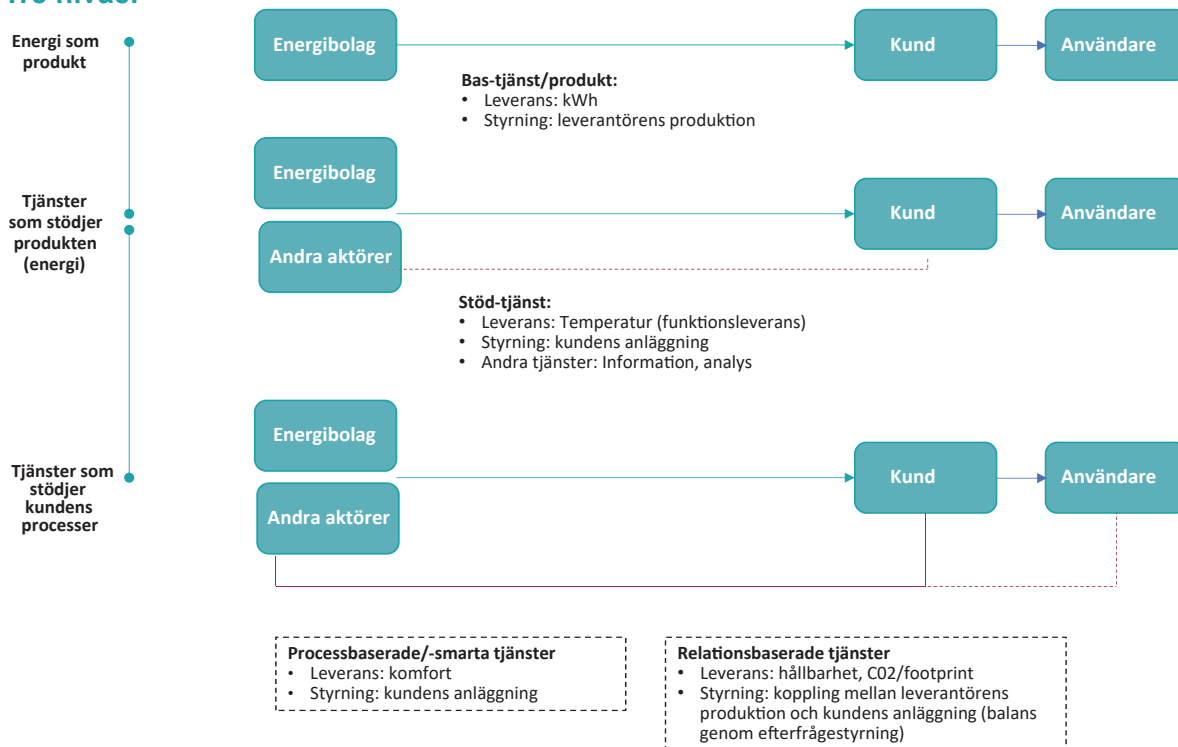 Energi som
produkt
Energibolag
Kund
Användare
Bas-tjänst/produkt:
• Leverans: kWh
• Styrning: leverantörens produktion
Tjänster
som stödjer
produkten
(energi)
Energibolag
Andra aktörer
Kund
Användare
Stöd-tjänst:
• Leverans: Temperatur (funktionsleverans)
• Styrning: kundens anläggning
• Andra tjänster: Information, analys
Tjänster som
stödjer
kundens
processer
Energibolag
Andra aktörer
Kund
Användare
Processbaserade/-smarta tjänster
• Leverans: komfort
• Styrning: kundens anläggning
Relationsbaserade tjänster
• Leverans: hållbarhet, C02/footprint
• Styrning: koppling mellan leverantörens
produktion och kundens anläggning (balans
genom efterfrågestyrning)